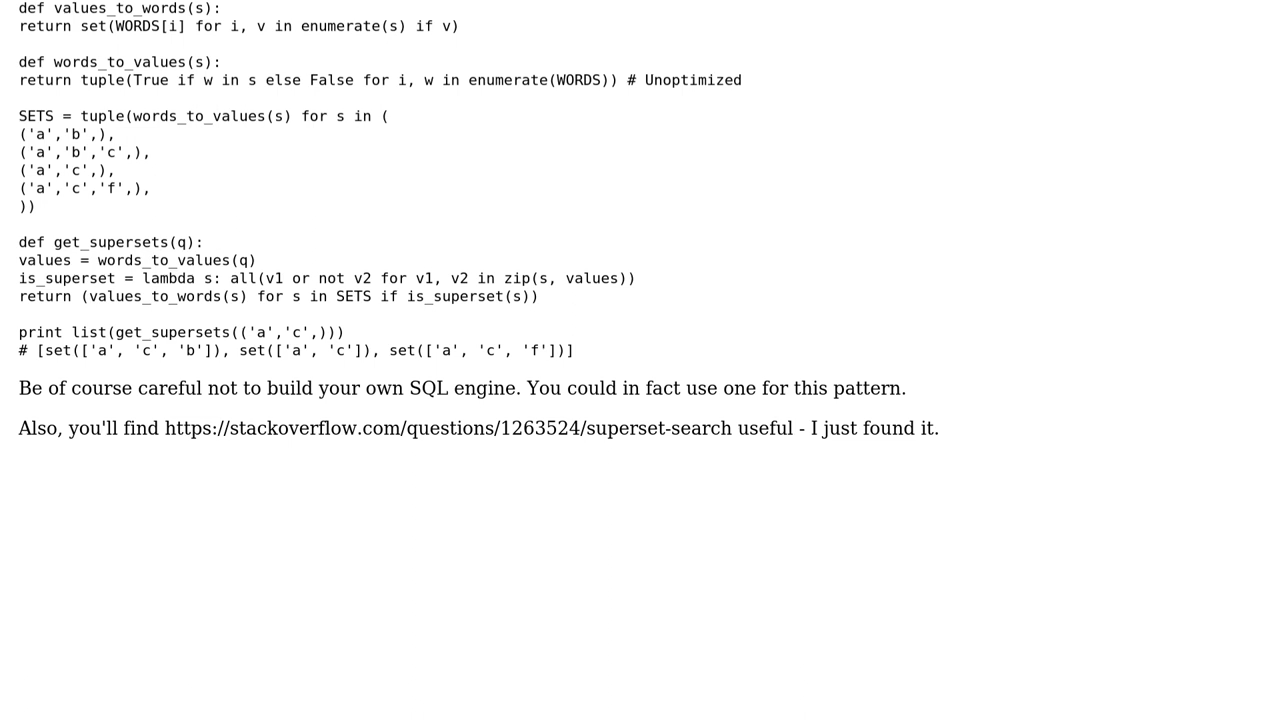 def values_to_words(s):
return set(WORDS[i] for i, v in enumerate(s) if v)
def words_to_values(s):
return tuple(True if w in s else False for i, w in enumerate(WORDS)) # Unoptimized
SETS = tuple(words_to_values(s) for s in (
('a','b',),
('a','b','c',),
('a','c',),
('a','c','f',),
))
def get_supersets(q):
values = words_to_values(q)
is_superset = lambda s: all(v1 or not v2 for v1, v2 in zip(s, values))
return (values_to_words(s) for s in SETS if is_superset(s))
print list(get_supersets(('a','c',)))
# [set(['a', 'c', 'b']), set(['a', 'c']), set(['a', 'c', 'f'])]
Be of course careful not to build your own SQL engine. You could in fact use one for this pattern.
Also, you'll find https://stackoverflow.com/questions/1263524/superset-search useful - I just found it.